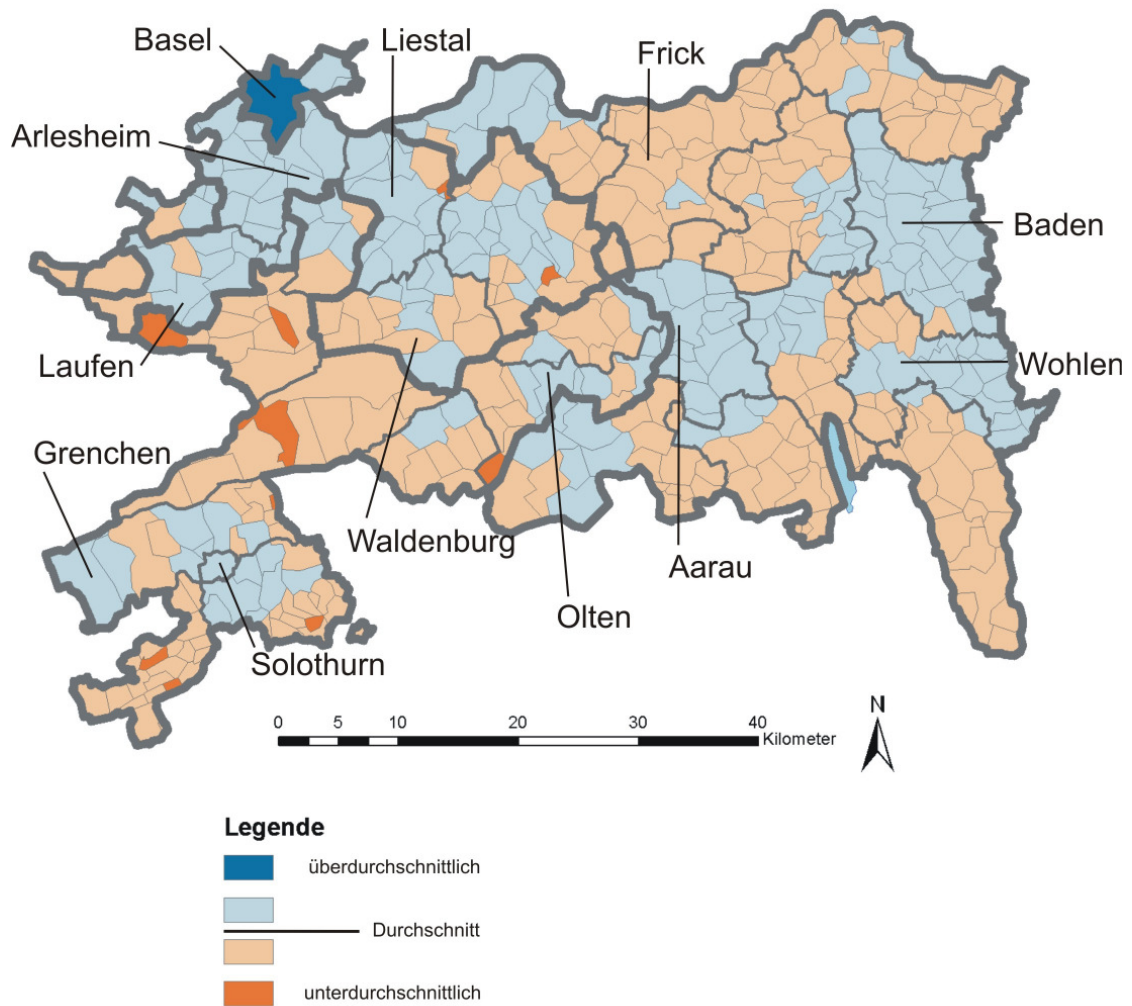 Basel
Liestal
Frick
Arlesheim
Baden
Laufen
Wohlen
Grenchen
Waldenburg
Aarau
Olten
Solothurn
N
0 5 10 20 30 40
Kilometer
Legende
überdurchschnittlich
Durchschnitt
unterdurchschnittlich